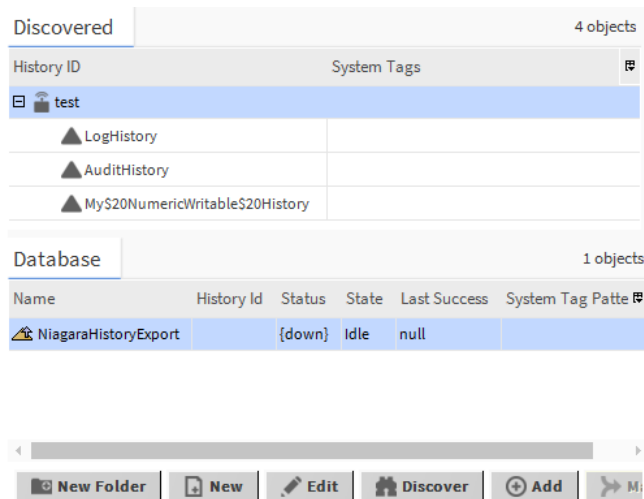 Discovered 4 objects
History ID System Tags
test
LogHistory
AuditHistory
My$20NumericWritable$20History
Database 1 objects
Name History Id Status State Last Success System Tag Patte
NiagaraHistoryExport {down} Idle null
New Folder New Edit Discover Add M